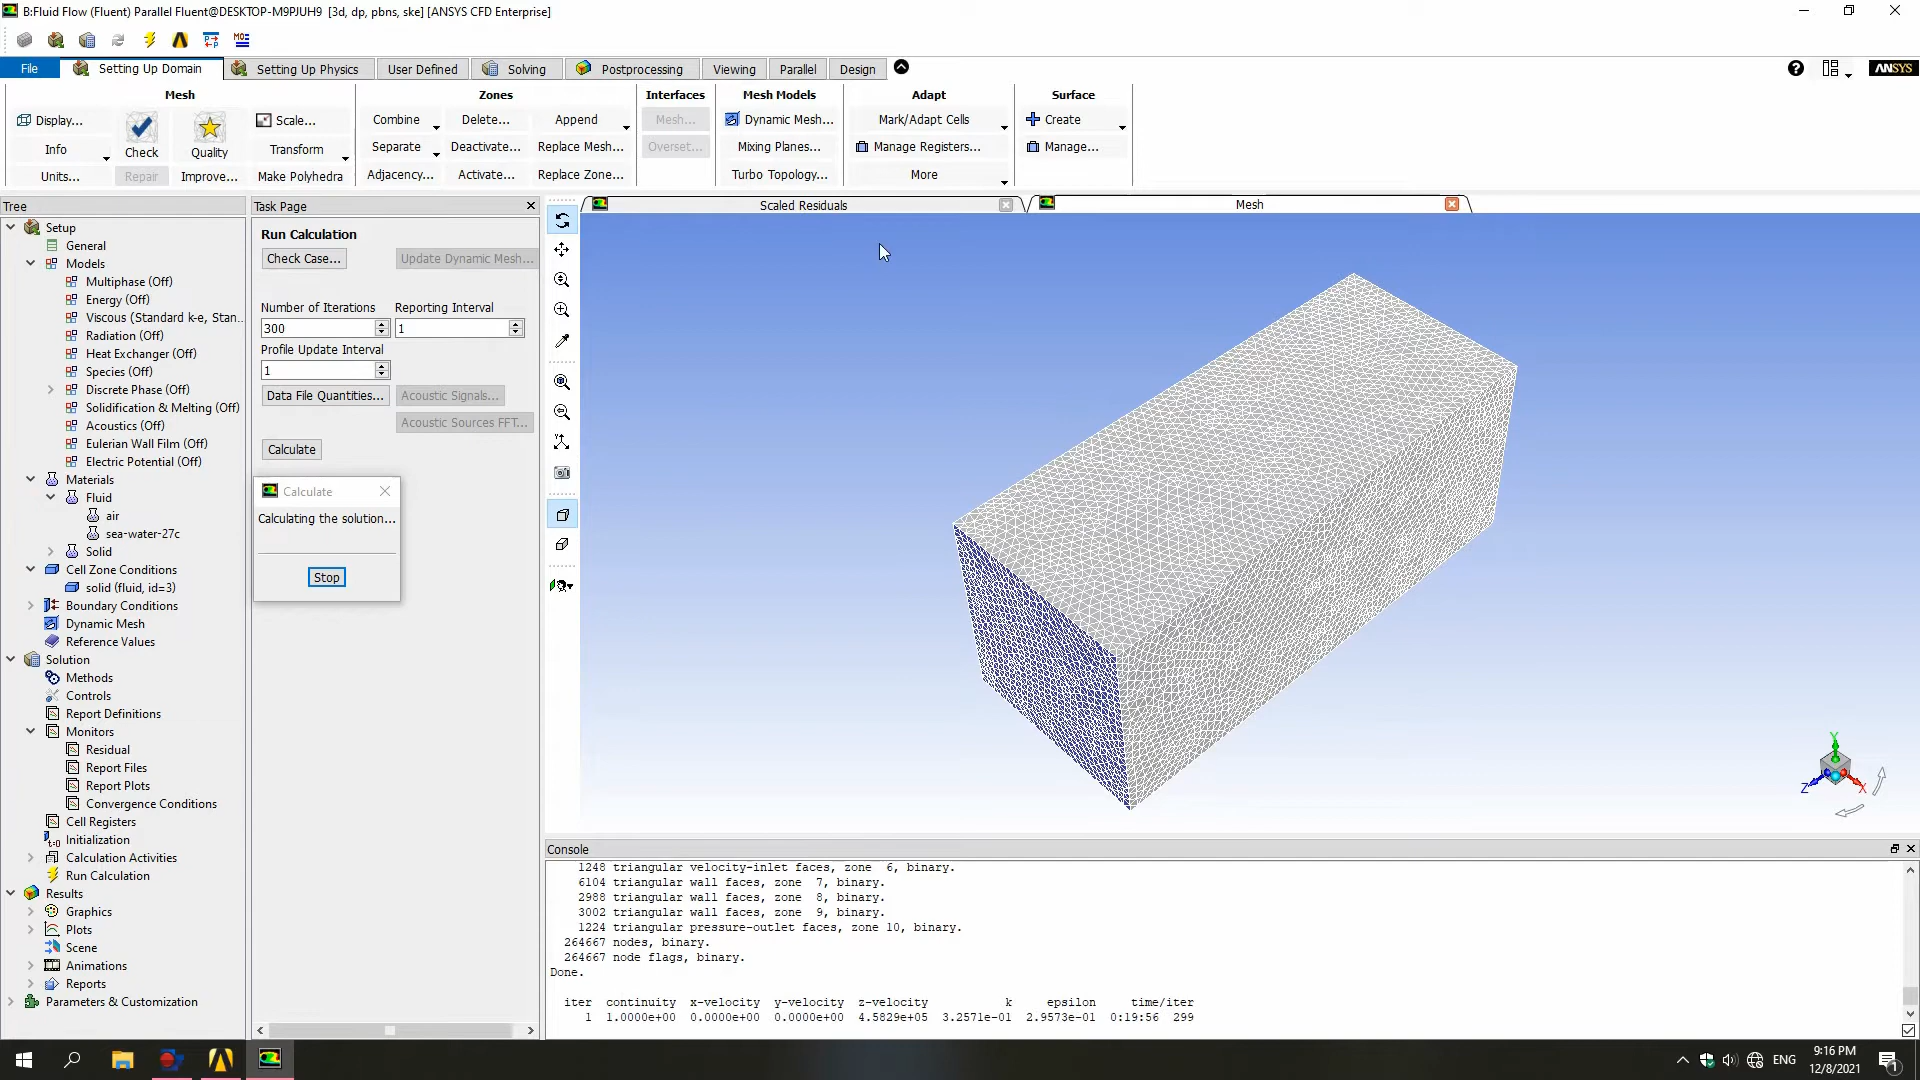 B:Fluid Flow (Fluent) Parallel Fluent@DESKTOP-M9PJUH9 [3d, dp, pbns, ske] [ANSYS CFD Enterprise]
File
Setting Up Domain
Setting Up Physics
User Defined
Solving
Postprocessing
Viewing
Parallel
Design
ANSYS
Mesh
Display...
Info
Units...
Check
Repair
Quality
Improve...
Scale...
Transform
Make Polyhedra
Zones
Combine
Separate
Adjacency...
Delete...
Deactivate...
Activate...
Append
Replace Mesh...
Replace Zone...
Interfaces
Mesh...
Overset...
Mesh Models
Dynamic Mesh...
Mixing Planes...
Turbo Topology...
Adapt
Mark/Adapt Cells
Manage Registers...
More
Surface
Create
Manage...
Tree
Setup
General
Models
Multiphase (Off)
Energy (Off)
Viscous (Standard k-e, Stan...
Radiation (Off)
Heat Exchanger (Off)
Species (Off)
Discrete Phase (Off)
Solidification & Melting (Off)
Acoustics (Off)
Eulerian Wall Film (Off)
Electric Potential (Off)
Materials
Fluid
air
sea-water-27c
Solid
Cell Zone Conditions
solid (fluid, id=3)
Boundary Conditions
Dynamic Mesh
Reference Values
Solution
Methods
Controls
Report Definitions
Monitors
Residual
Report Files
Report Plots
Convergence Conditions
Cell Registers
Initialization
Calculation Activities
Run Calculation
Results
Graphics
Plots
Scene
Animations
Reports
Parameters & Customization
Task Page
Run Calculation
Check Case...
Update Dynamic Mesh...
Number of Iterations
Reporting Interval
300
1
Profile Update Interval
1
Data File Quantities...
Acoustic Signals...
Acoustic Sources FFT...
Calculate
Calculate
Calculating the solution...
Stop
Scaled Residuals
Mesh
Y
Z
X
Console
1248 triangular velocity-inlet faces, zone 6, binary.
6104 triangular wall faces, zone 7, binary.
2988 triangular wall faces, zone 8, binary.
3002 triangular wall faces, zone 9, binary.
1224 triangular pressure-outlet faces, zone 10, binary.
264667 nodes, binary.
264667 node flags, binary.
Done.
iter continuity x-velocity y-velocity z-velocity k epsilon time/iter
1 1.0000e+00 0.0000e+00 0.0000e+00 4.5829e+05 3.2571e-01 2.9573e-01 0:19:56 299
ENG
9:16 PM
12/8/2021
1